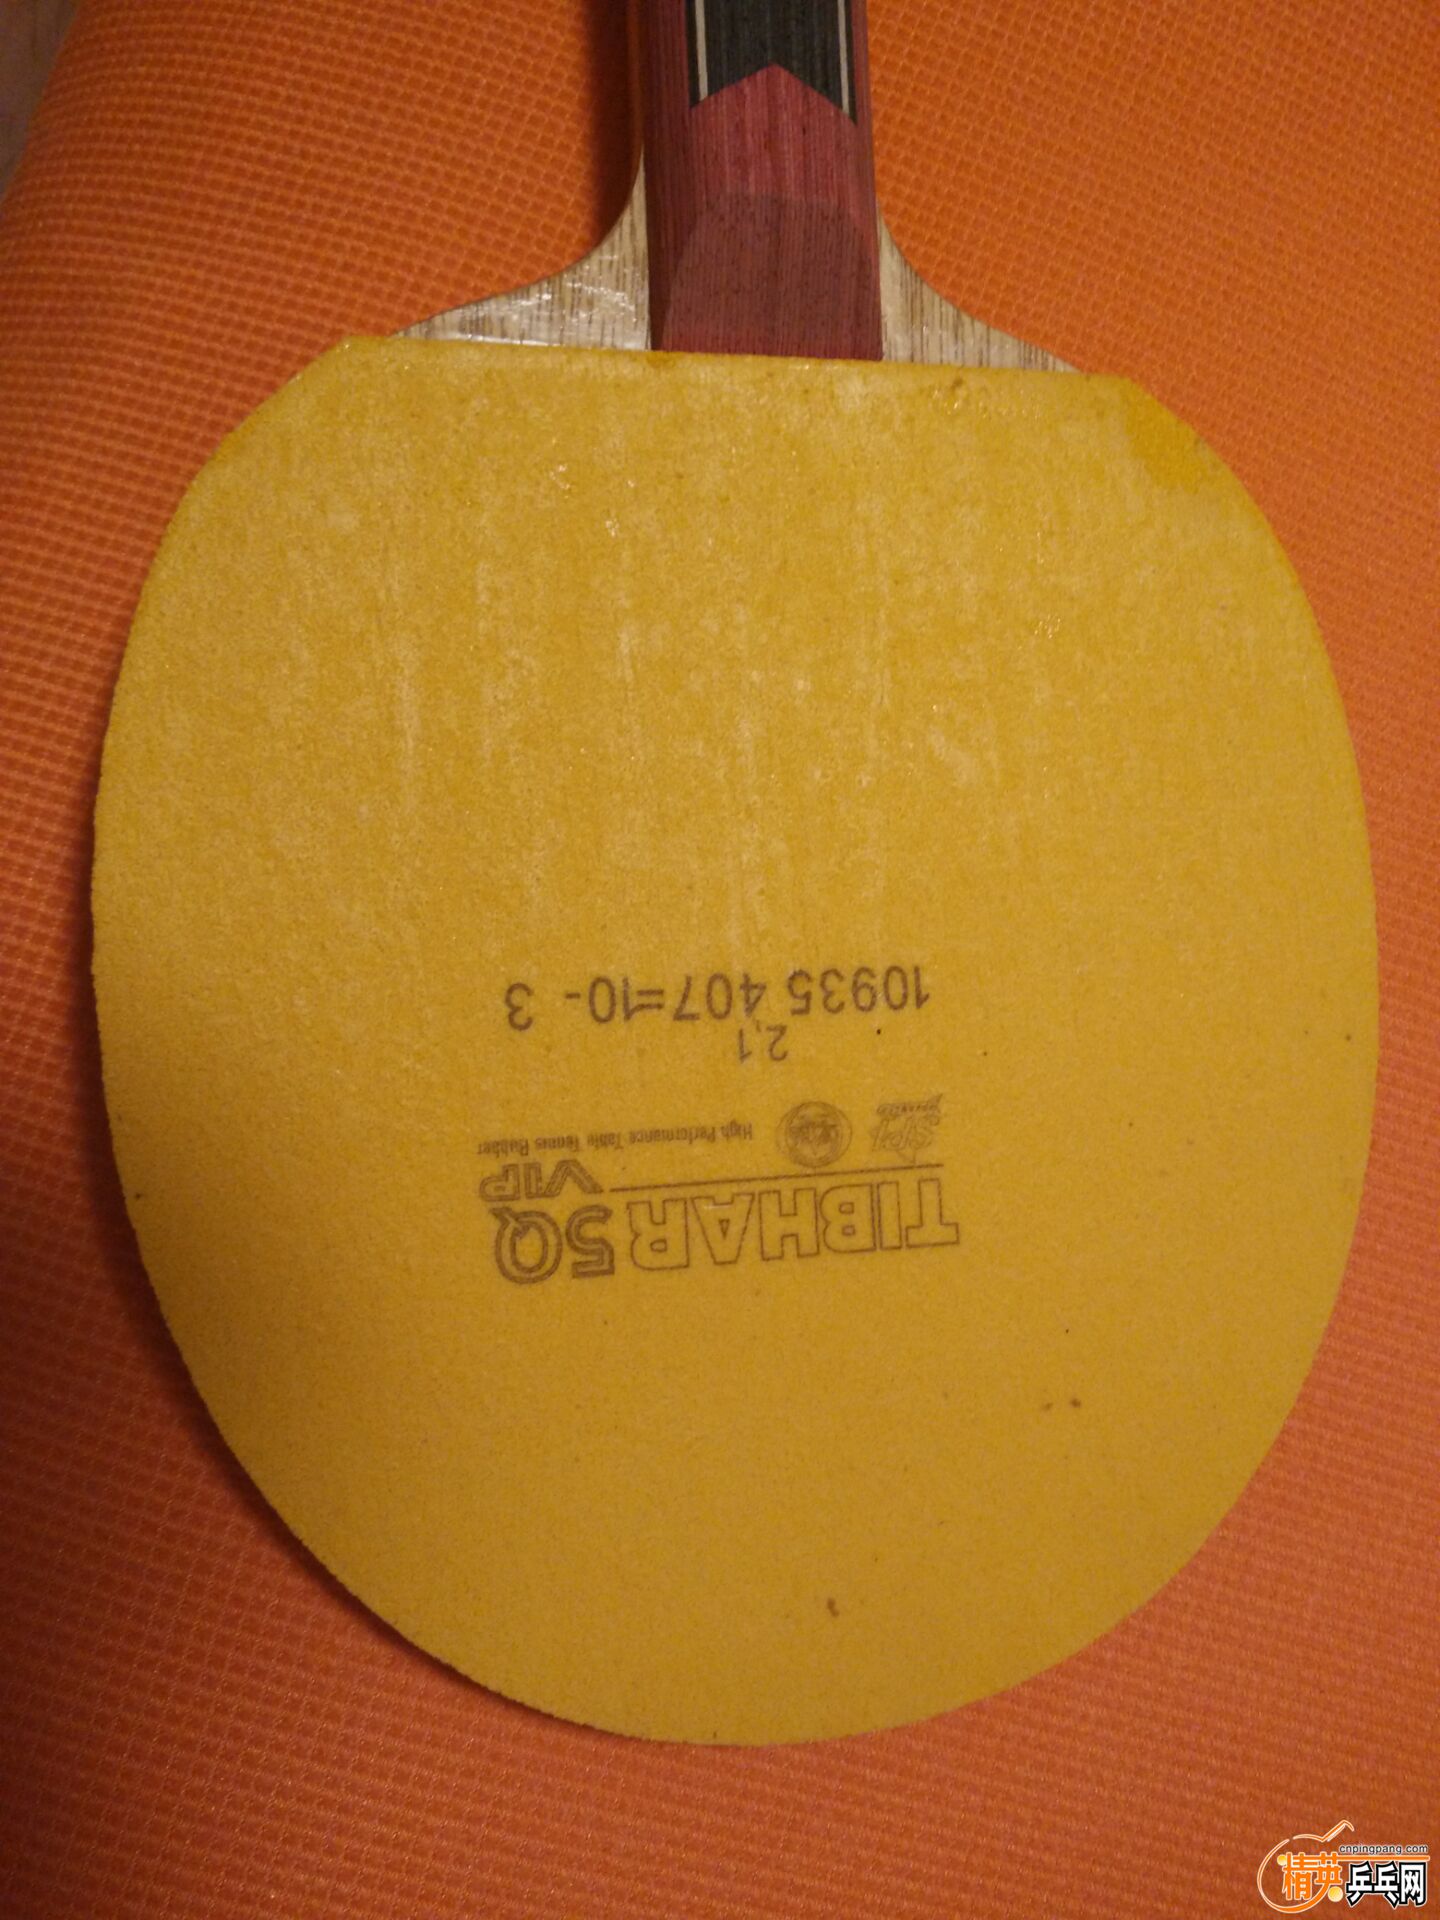 TIBHAR 5Q
VIP
High Performance Table Tennis Rubber
2,1
10935 407=10- 3
cnpingpang.com
精英乒乓网